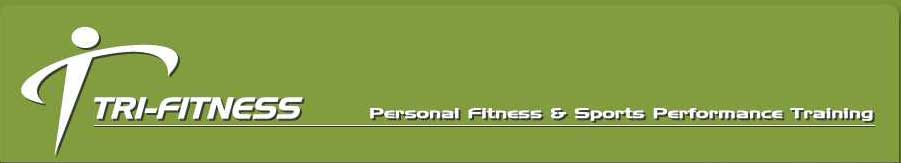 TRI-FITNESS
Personal Fitness & Sports Performance Training